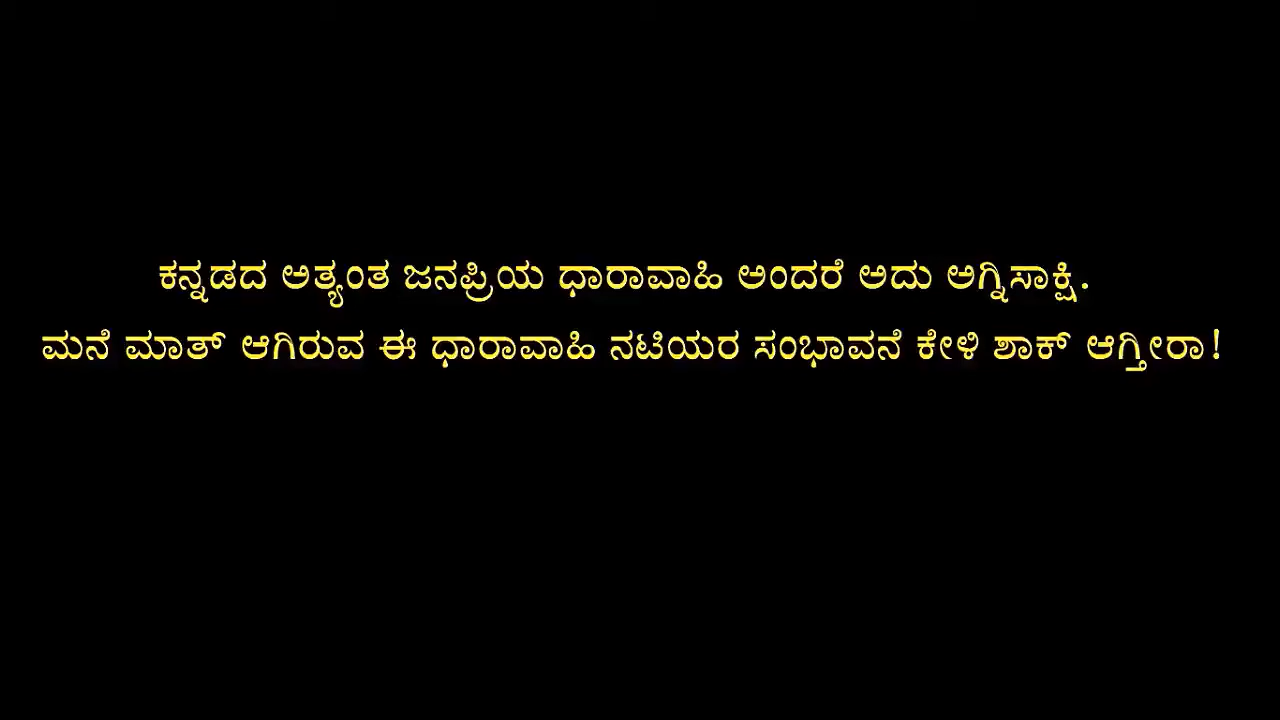 ಕನ್ನಡದ ಅತ್ಯಂತ ಜನಪ್ರಿಯ ಧಾರಾವಾಹಿ ಅಂದರೆ ಅದು ಅಗ್ನಿಸಾಕ್ಷಿ.
ಮನೆ ಮಾತ್ ಆಗಿರುವ ಈ ಧಾರಾವಾಹಿ ನಟಿಯರ ಸಂಭಾವನೆ ಕೇಳಿ ಶಾಕ್ ಆಗ್ತೀರಾ!